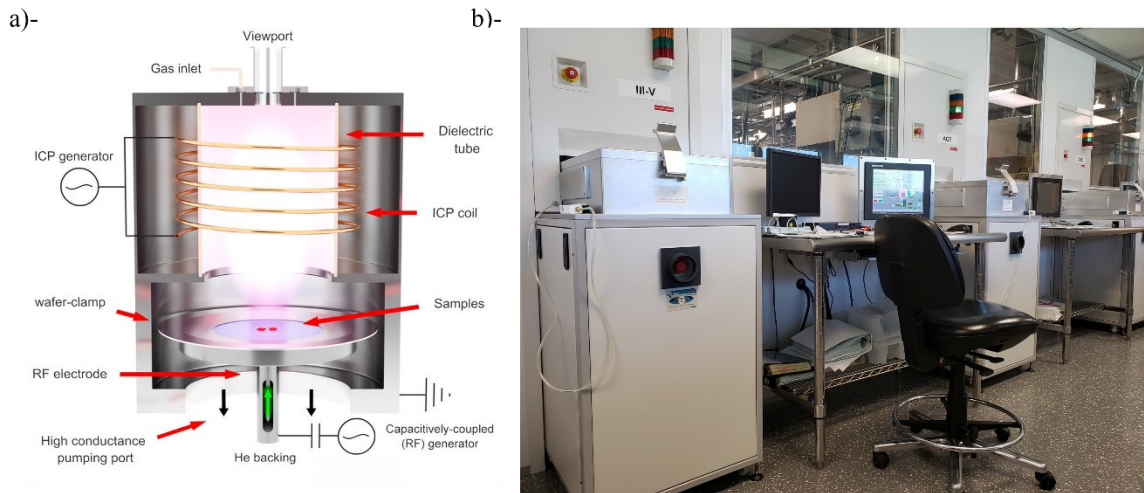 a)-
b)-
Viewport
Gas inlet
Dielectric
tube
ICP generator
ICP coil
wafer-clamp
Samples
RF electrode
High conductance
pumping port
He backing
Capacitively-coupled
(RF) generator
III-V